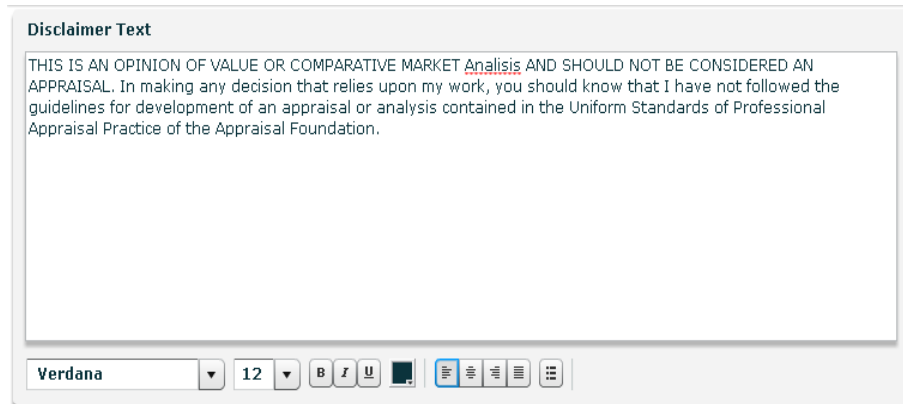 Disclaimer Text
THIS IS AN OPINION OF VALUE OR COMPARATIVE MARKET Analisis AND SHOULD NOT BE CONSIDERED AN
APPRAISAL. In making any decision that relies upon my work, you should know that I have not followed the
guidelines for development of an appraisal or analysis contained in the Uniform Standards of Professional
Appraisal Practice of the Appraisal Foundation.
Verdana 12 B I U